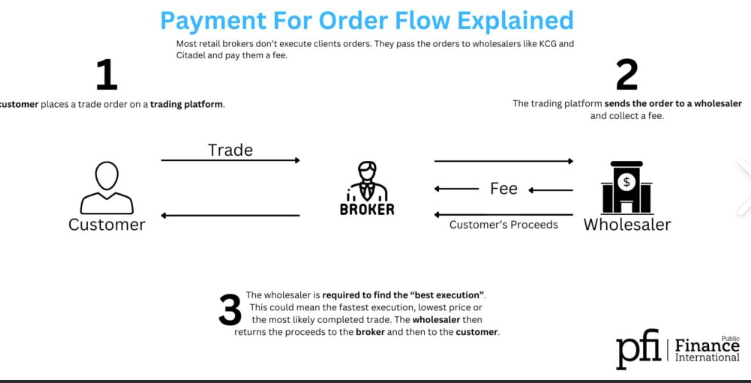 Payment For Order Flow Explained
Most retail brokers don't execute clients orders. They pass the orders to wholesalers like KCG and
Citadel and pay them a fee.
1
customer places a trade order on a trading platform.
2
The trading platform sends the order to a wholesaler
and collect a fee.
Trade
Fee
BROKER
$
Customer
Customer's Proceeds
Wholesaler
3
The wholesaler is required to find the "best execution".
This could mean the fastest execution, lowest price or
the most likely completed trade. The wholesaler then
returns the proceeds to the broker and then to the customer.
pfi
Public
Finance
International